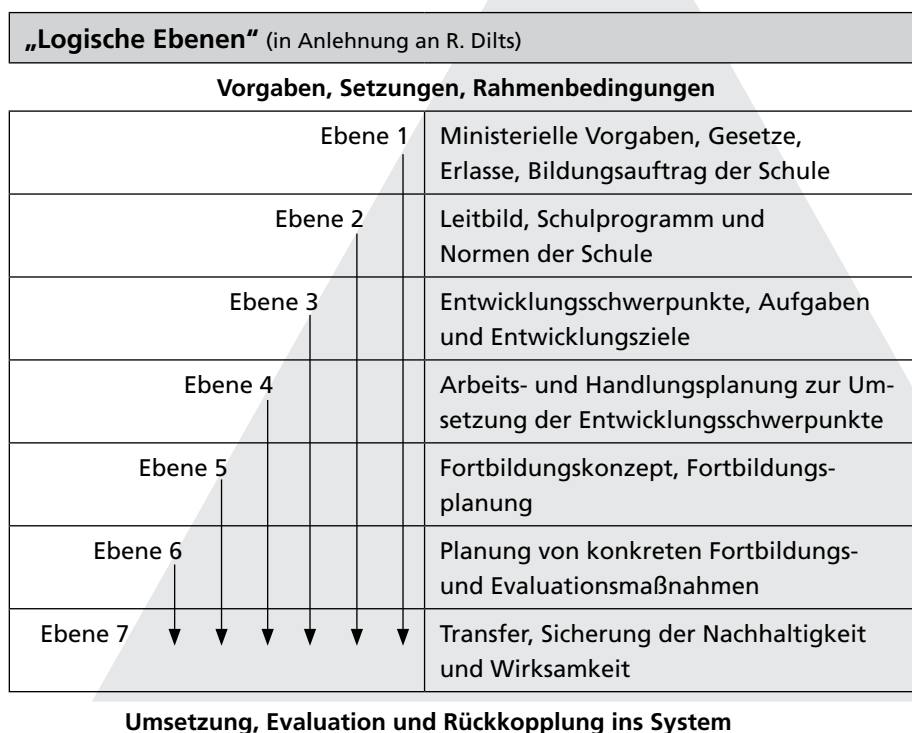 „Logische Ebenen" (in Anlehnung an R. Dilts)
Vorgaben, Setzungen, Rahmenbedingungen
Ebene 1
Ministerielle Vorgaben, Gesetze,
Erlasse, Bildungsauftrag der Schule
Ebene 2
Leitbild, Schulprogramm und
Normen der Schule
Ebene 3
Entwicklungsschwerpunkte, Aufgaben
und Entwicklungsziele
Ebene 4
Arbeits- und Handlungsplanung zur Um-
setzung der Entwicklungsschwerpunkte
Ebene 5
Fortbildungskonzept, Fortbildungs-
planung
Ebene 6
Planung von konkreten Fortbildungs-
und Evaluationsmaßnahmen
Ebene 7
Transfer, Sicherung der Nachhaltigkeit
und Wirksamkeit
Umsetzung, Evaluation und Rückkopplung ins System